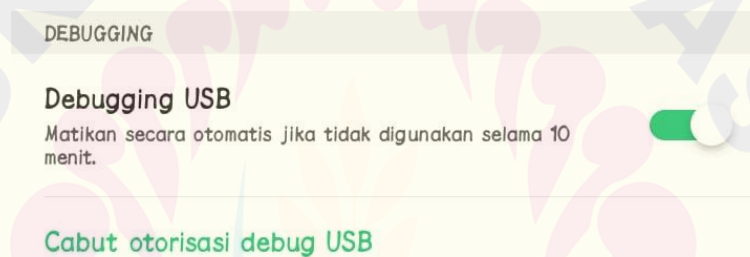 DEBUGGING
Debugging USB
Matikan secara otomatis jika tidak digunakan selama 10
menit.
Cabut otorisasi debug USB